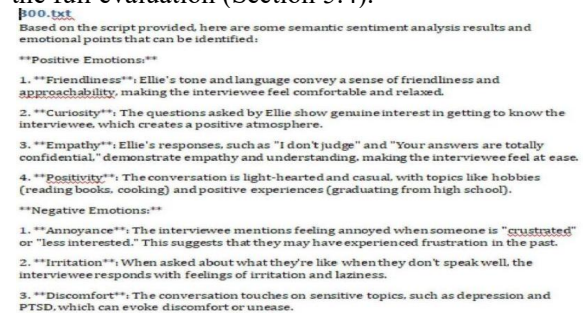 the full evaluation (Section 3.4).
300.txt
Based on the script provided, here are some semantic sentiment analysis results and
emotional points that can be identified:
**Positive Emotions:**
1. **Friendliness**: Ellie's tone and language convey a sense of friendliness and
approachability, making the interviewee feel comfortable and relaxed.
2. **Curiosity**: The questions asked by Ellie show genuine interest in getting to know the
interviewee, which creates a positive atmosphere.
3. **Empathy**: Ellie's responses, such as "I don't judge" and "Your answers are totally
confidential," demonstrate empathy and understanding, making the interviewee feel at ease.
4. **Positivity**: The conversation is light-hearted and casual, with topics like hobbies
(reading books, cooking) and positive experiences (graduating from high school).
**Negative Emotions:**
1. **Annoyance**: The interviewee mentions feeling annoyed when someone is "crustrated"
or "less interested." This suggests that they may have experienced frustration in the past.
2. **Irritation**: When asked about what they're like when they don't speak well, the
interviewee responds with feelings of irritation and laziness.
3. **Discomfort**: The conversation touches on sensitive topics, such as depression and
PTSD, which can evoke discomfort or unease.